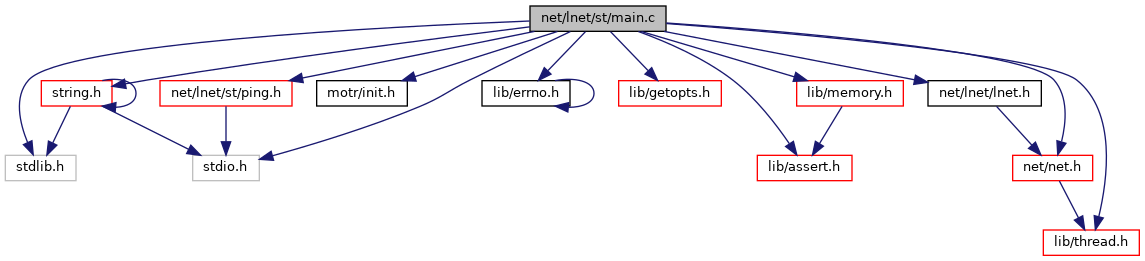 net/lnet/st/main.c
string.h
net/lnet/st/ping.h
motr/init.h
lib/errno.h
lib/getopts.h
lib/memory.h
net/lnet/lnet.h
stdlib.h
stdio.h
lib/assert.h
net/net.h
lib/thread.h